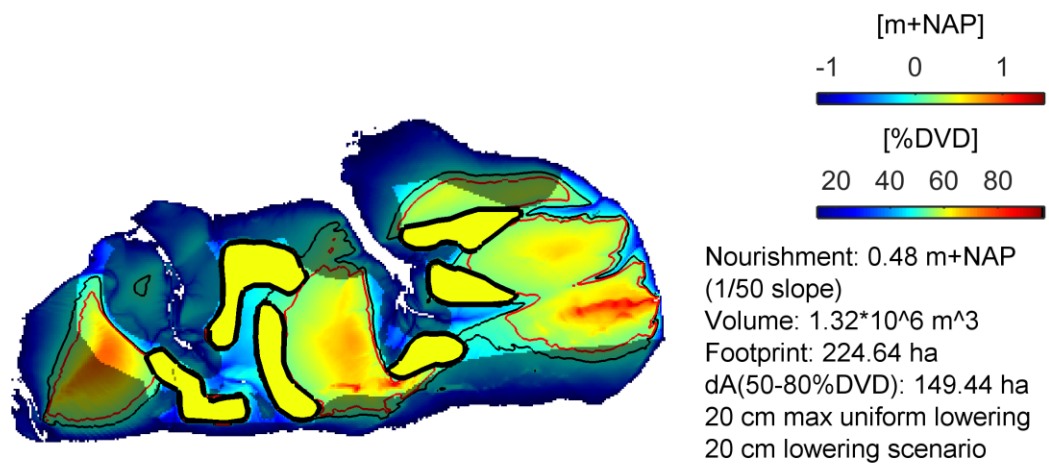 [m+NAP]
-1 0 1
[%DVD]
20 40 60 80
Nourishment: 0.48 m+NAP
(1/50 slope)
Volume: 1.32*10^6 m^3
Footprint: 224.64 ha
dA(50-80%DVD): 149.44 ha
20 cm max uniform lowering
20 cm lowering scenario